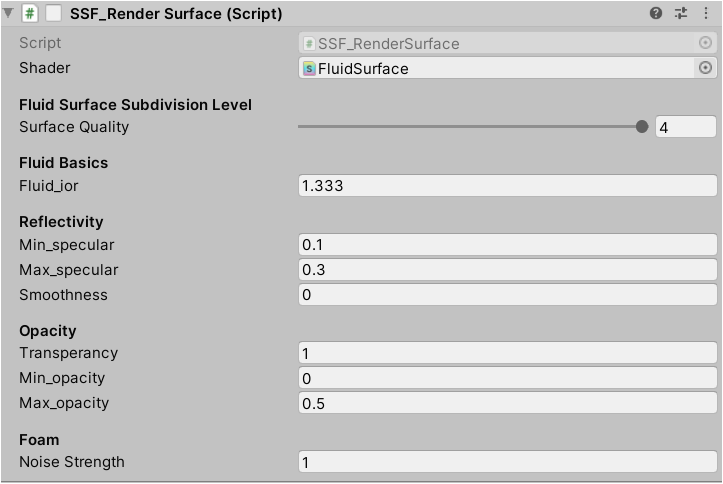 SSF_Render Surface (Script)
Script SSF_RenderSurface
Shader FluidSurface
Fluid Surface Subdivision Level
Surface Quality 4
Fluid Basics
Fluid_ior 1.333
Reflectivity
Min_specular 0.1
Max_specular 0.3
Smoothness 0
Opacity
Transperancy 1
Min_opacity 0
Max_opacity 0.5
Foam
Noise Strength 1